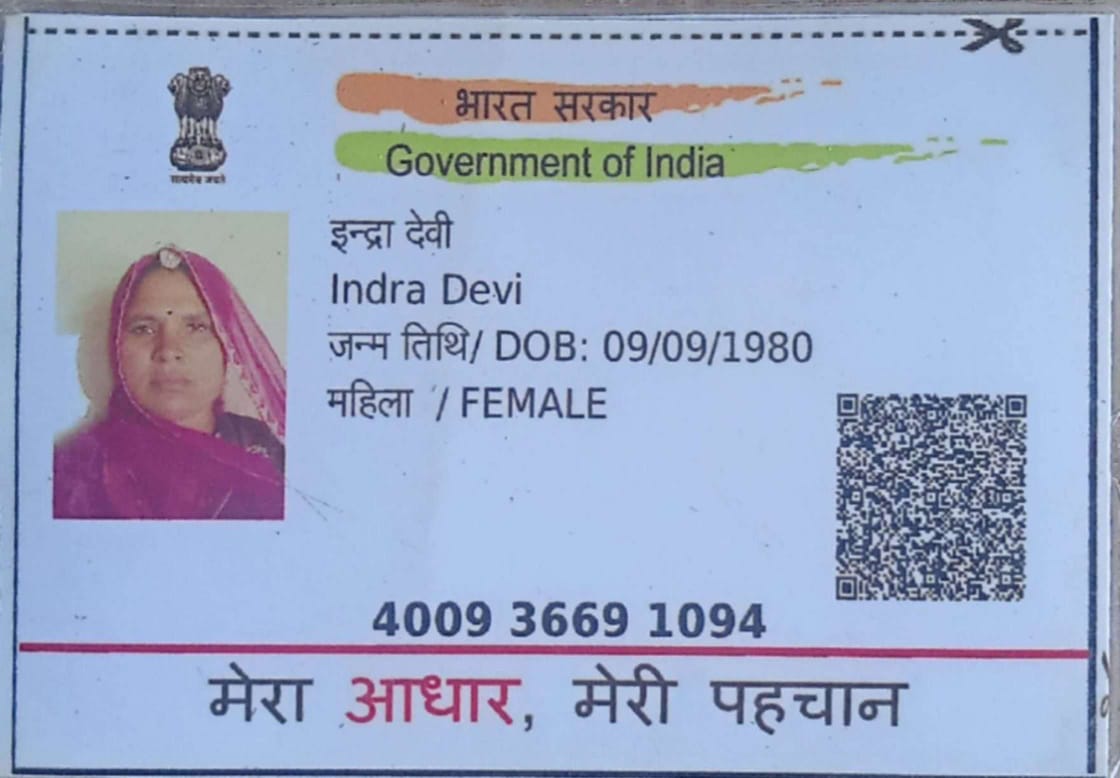 भारत सरकार
Government of India
सत्यमेव जयते
इन्द्रा देवी
Indra Devi
जन्म तिथि/ DOB: 09/09/1980
महिला / FEMALE
4009 3669 1094
मेरा आधार, मेरी पहचान